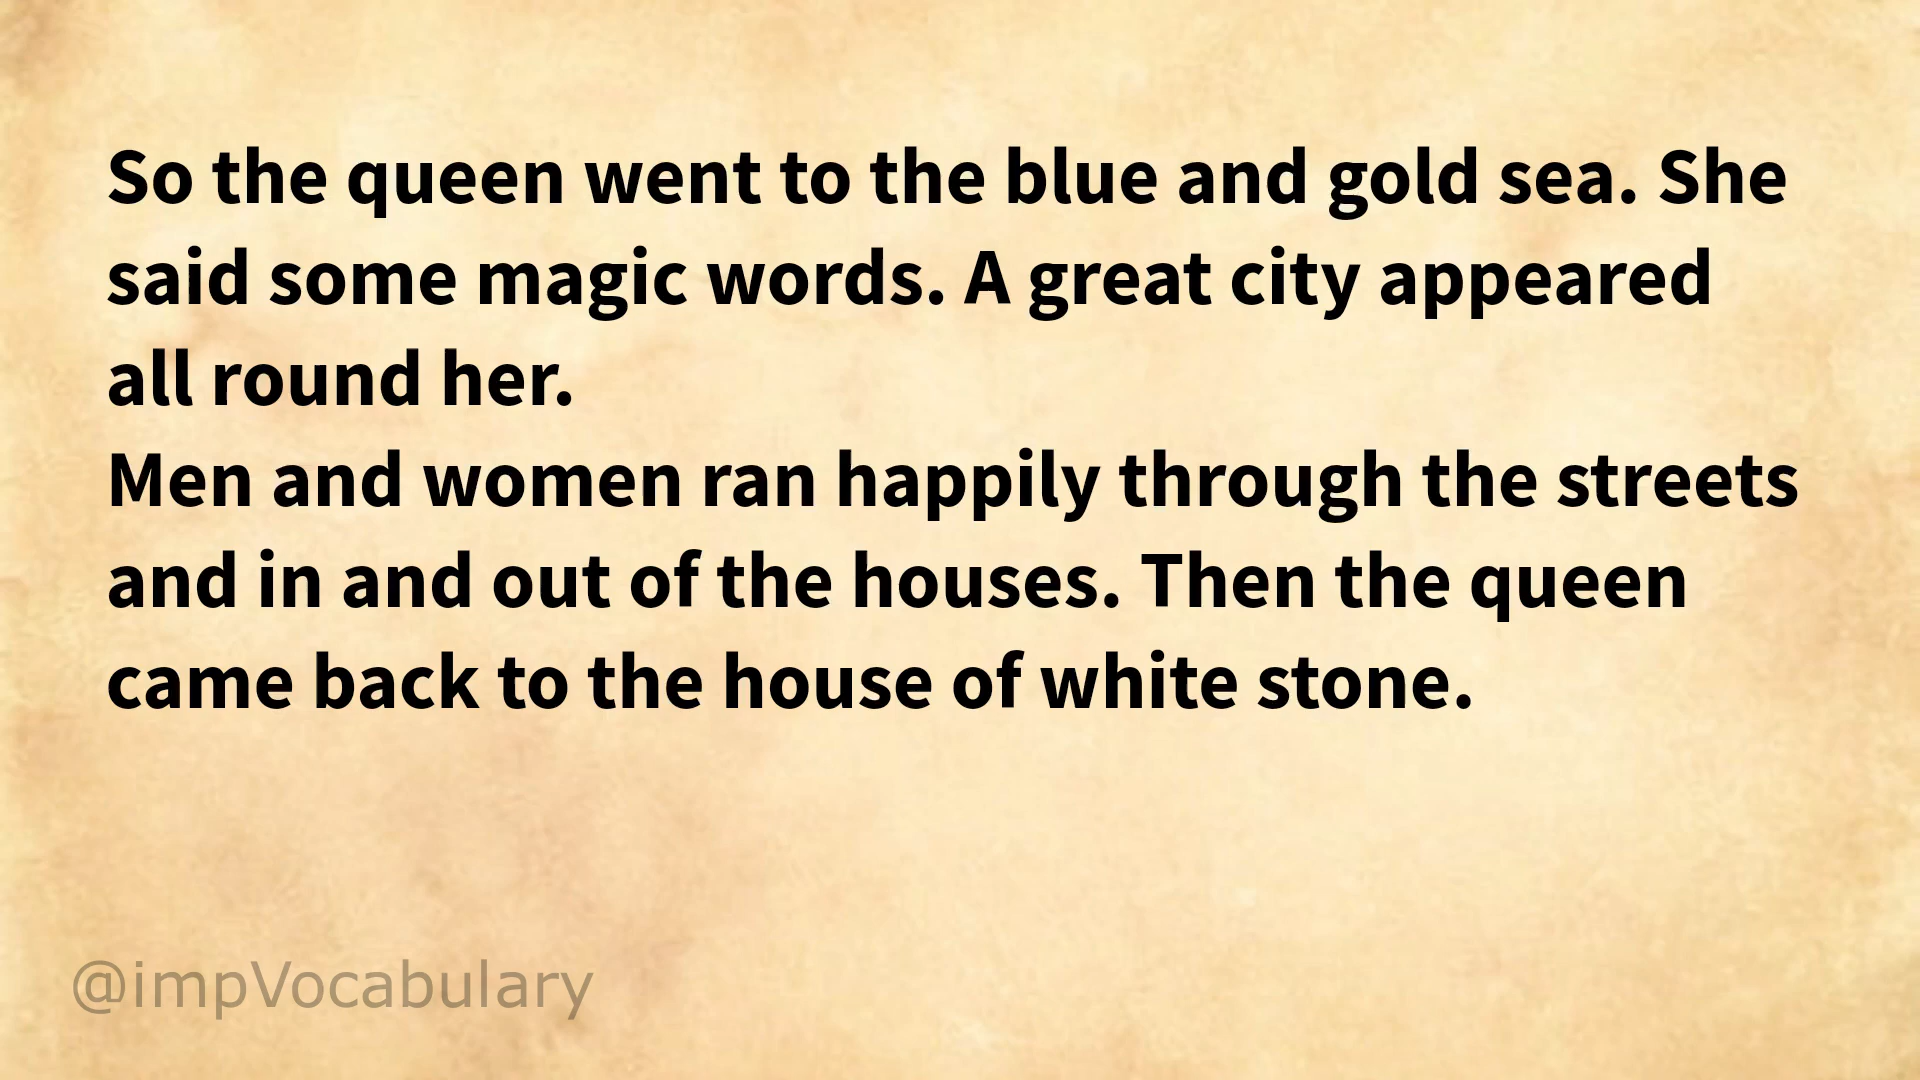 So the queen went to the blue and gold sea. She
said some magic words. A great city appeared
all round her.
Men and women ran happily through the streets
and in and out of the houses. Then the queen
came back to the house of white stone.
@impVocabulary